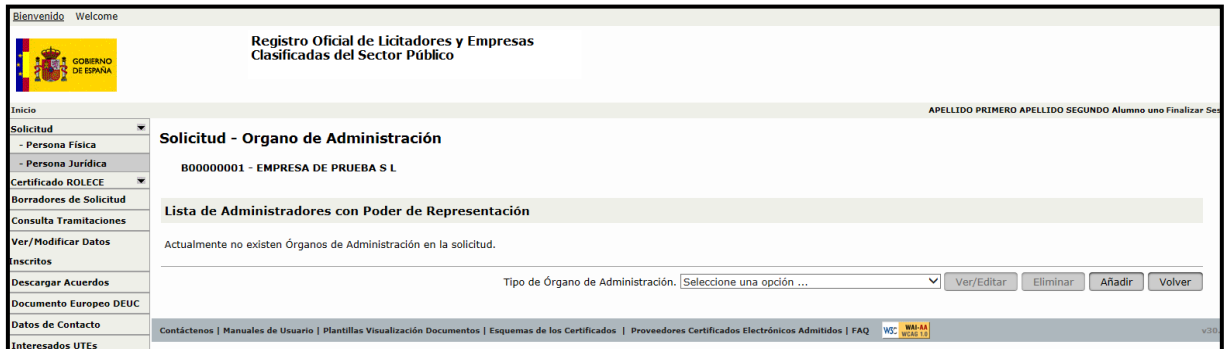 Bienvenido Welcome
GOBIERNO
DE ESPAÑA
Registro Oficial de Licitadores y Empresas
Clasificadas del Sector Público
Inicio
APELLIDO PRIMERO APELLIDO SEGUNDO Alumno uno Finalizar Ses
Solicitud
- Persona Física
- Persona Jurídica
Certificado ROLECE
Borradores de Solicitud
Consulta Tramitaciones
Ver/Modificar Datos
Inscritos
Descargar Acuerdos
Documento Europeo DEUC
Datos de Contacto
Interesados UTEs
Solicitud - Organo de Administración
B00000001 - EMPRESA DE PRUEBA S L
Lista de Administradores con Poder de Representación
Actualmente no existen Órganos de Administración en la solicitud.
Tipo de Órgano de Administración. Seleccione una opción ... Ver/Editar Eliminar Añadir Volver
Contáctenos | Manuales de Usuario | Plantillas Visualización Documentos | Esquemas de los Certificados | Proveedores Certificados Electrónicos Admitidos | FAQ WAI-AA WCAG 1.0 v30.